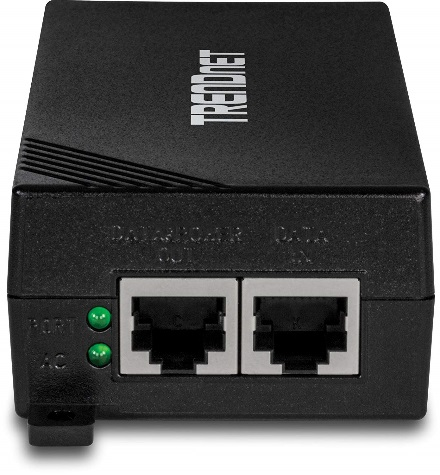 TRENDNET
DATA&POWER
OUT
DATA
IN
PORT
AC